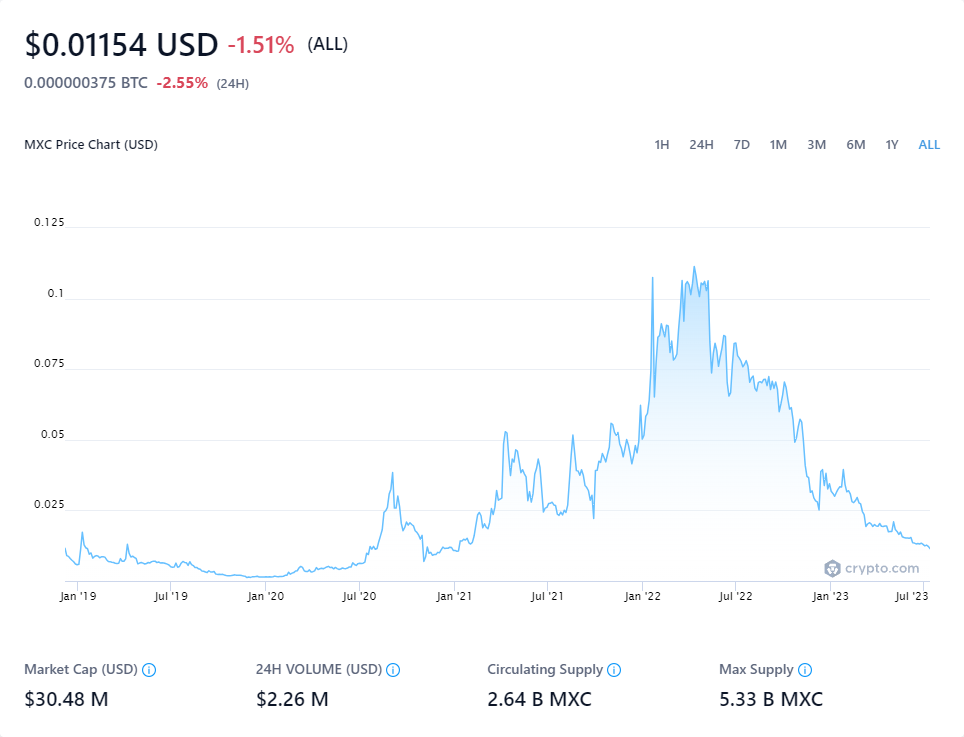 $0.01154 USD -1.51% (ALL)
0.000000375 BTC -2.55% (24H)
MXC Price Chart (USD) 1H 24H 7D 1M 3M 6M 1Y ALL
0.125
0.1
0.075
0.05
0.025
crypto.com
Jan '19 Jul '19 Jan '20 Jul '20 Jan '21 Jul '21 Jan '22 Jul '22 Jan '23 Jul '23
Market Cap (USD) 24H VOLUME (USD) Circulating Supply Max Supply
$30.48 M $2.26 M 2.64 B MXC 5.33 B MXC